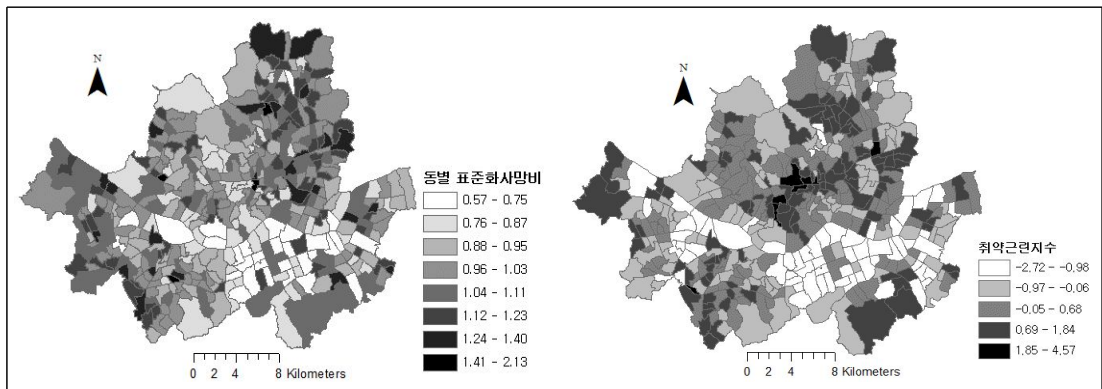 N
동별 표준화사망비
0.57 - 0.75
0.76 - 0.87
0.88 - 0.95
0.96 - 1.03
1.04 - 1.11
1.12 - 1.23
1.24 - 1.40
1.41 - 2.13
0 2 4 8 Kilometers
N
취약근린지수
-2.72 - -0.98
-0.97 - -0.06
-0.05 - 0.68
0.69 - 1.84
1.85 - 4.57
0 2 4 8 Kilometers